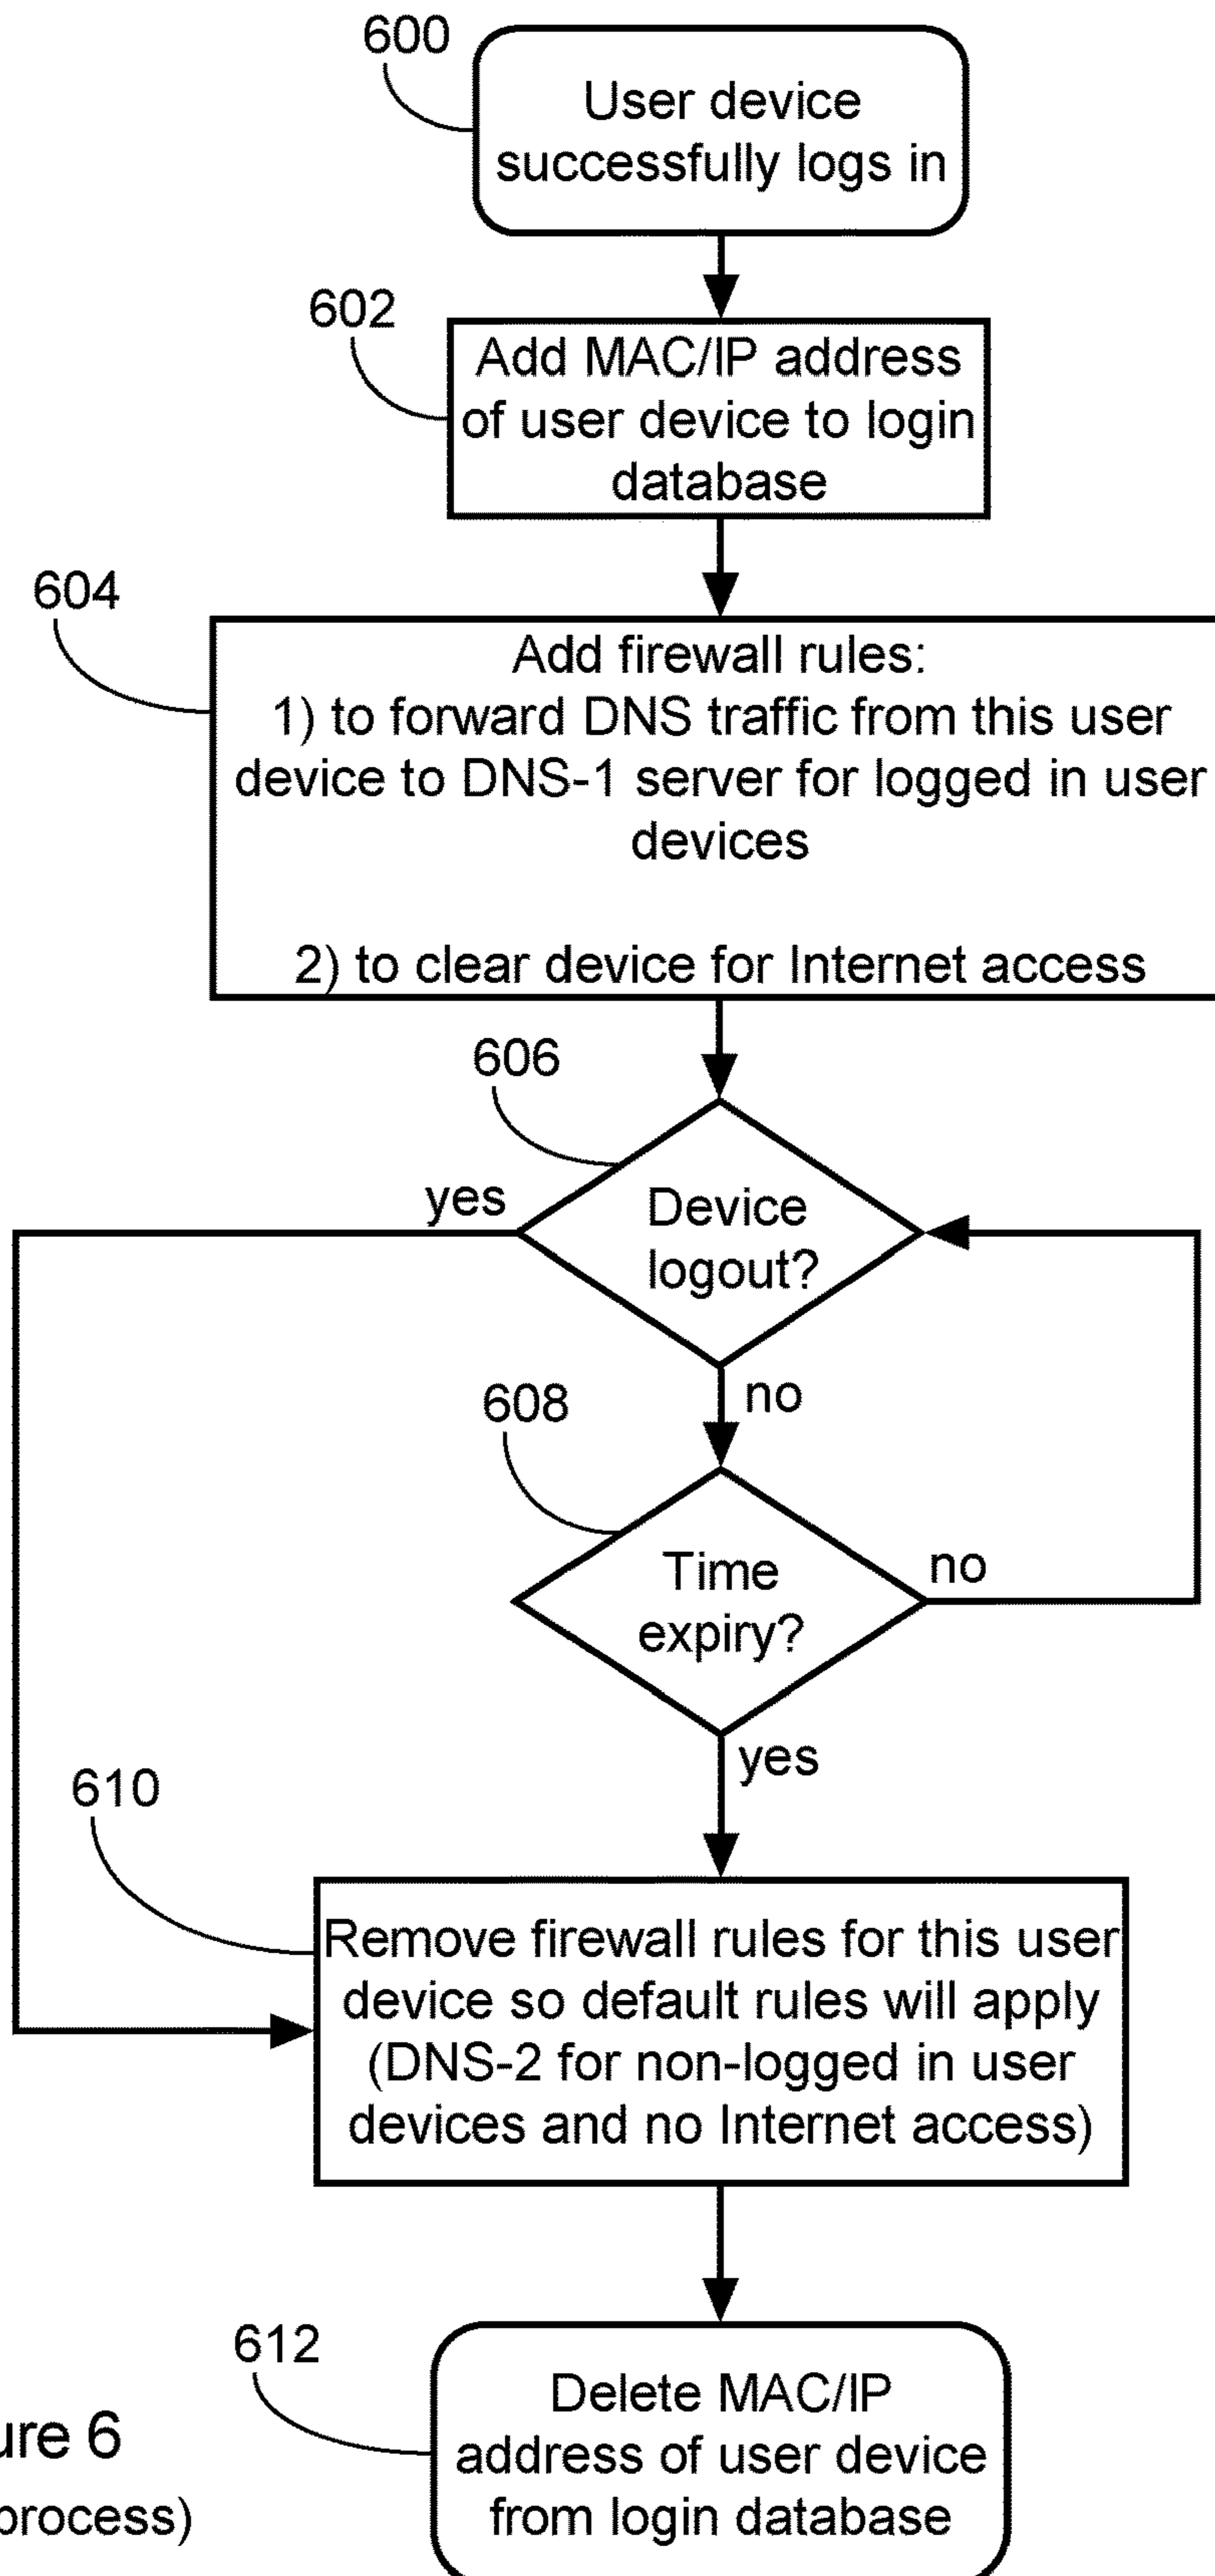 600
User device
successfully logs in
602
Add MAC/IP address
of user device to login
database
604
Add firewall rules:
1) to forward DNS traffic from this user
device to DNS-1 server for logged in user
devices
2) to clear device for Internet access
606
yes
Device
logout?
no
608
Time
expiry?
no
yes
610
Remove firewall rules for this user
device so default rules will apply
(DNS-2 for non-logged in user
devices and no Internet access)
612
Delete MAC/IP
address of user device
from login database
6
process)